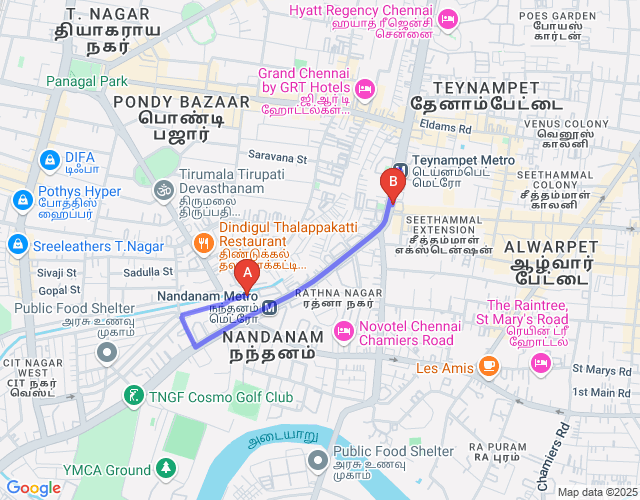 T. NAGAR
தியாகராய
நகர்
Panagal Park
Hyatt Regency Chennai
ஹயாத் ரீஜென்சி
சென்னை
POES GARDEN
போயஸ்
கார்டன்
Grand Chennai
by GRT Hotels
ஜி ஆர் டி
ஹோட்டல்கள்...
TEYNAMPET
தேனாம்பேட்டை
PONDY BAZAAR
பொண்டி
பஜார்
Eldams Rd
VENUS COLONY
வெனூஸ்
காலனி
DIFA
டிஃபா
Saravana St
Teynampet Metro
டெய்னம்பெட்
மெட்ரோ
Tirumala Tirupati
Devasthanam
திருமலை
திருப்பதி...
SEETHAMMAL
COLONY
சீத்தம்மாள்
காலனி
Pothys Hyper
போத்திஸ்
ஹைப்பர்
B
SEETHAMMAL
EXTENSION
சீத்தம்மாள்
எக்ஸ்டென்ஷன்
Dindigul Thalappakatti
Restaurant
திண்டுக்கல்
Sreeleathers T.Nagar
ALWARPET
ஆழ்வார்
பேட்டை
Sivaji St
Sadulla St
Gopal St
A
Nandanam Metro
நந்தனம்
மெட்ரோ
RATHNA NAGAR
ரத்னா நகர்
Public Food Shelter
அரசு உணவு
முகாம்
The Raintree,
St Mary's Road
ரெயின் ட்ரீ
ஹோட்டல்
NANDANAM
நந்தனம்
Novotel Chennai
Chamiers Road
CIT NAGAR
WEST
CIT நகர்
வெஸ்ட்
Les Amis
St Marys Rd
1st Main Rd
TNGF Cosmo Golf Club
Chamiers Rd
அடையாறு
RA PURAM
RA புரம்
Public Food Shelter
அரசு உணவு
முகாம்
YMCA Ground
Google
Map data ©2025